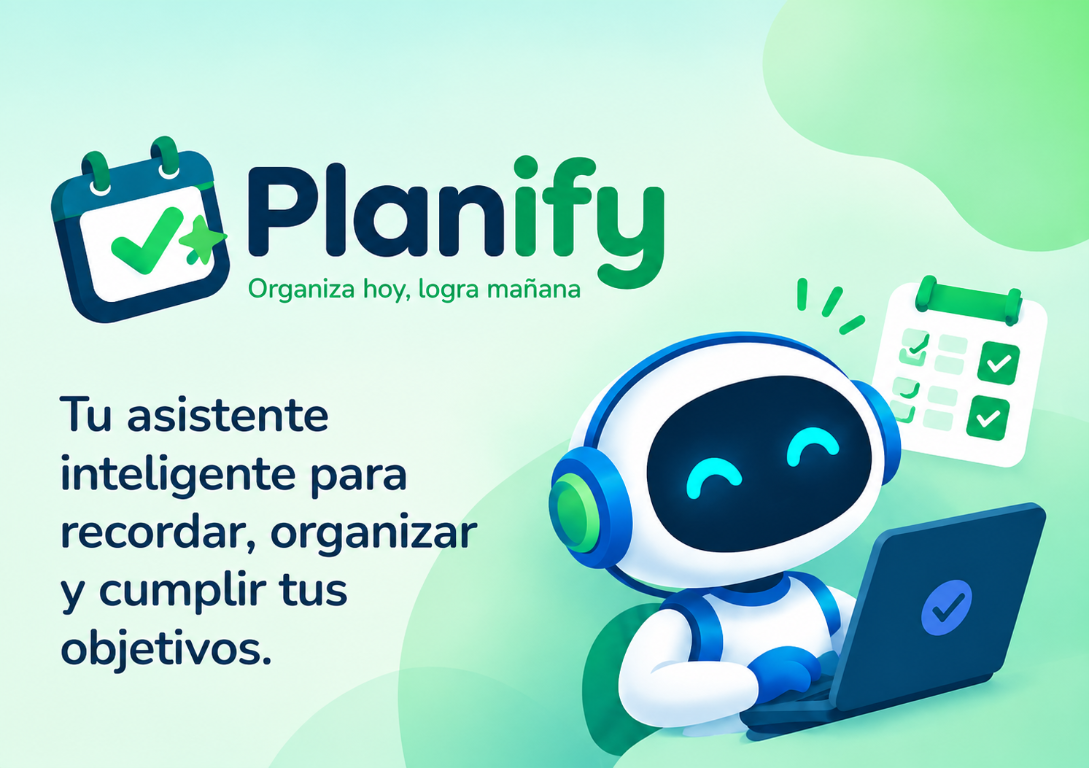 Planify
Organiza hoy, logra mañana
Tu asistente
inteligente para
recordar, organizar
y cumplir tus
objetivos.